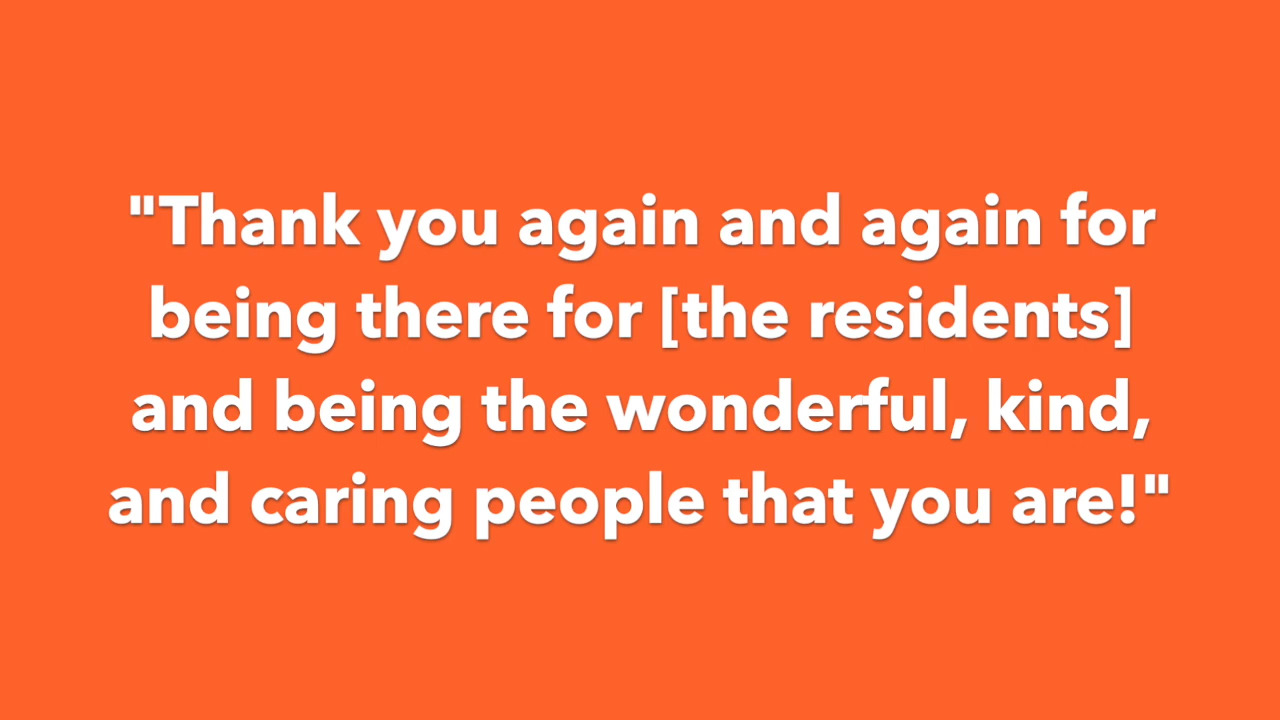 "Thank you again and again for
being there for [the residents]
and being the wonderful, kind,
and caring people that you are!"